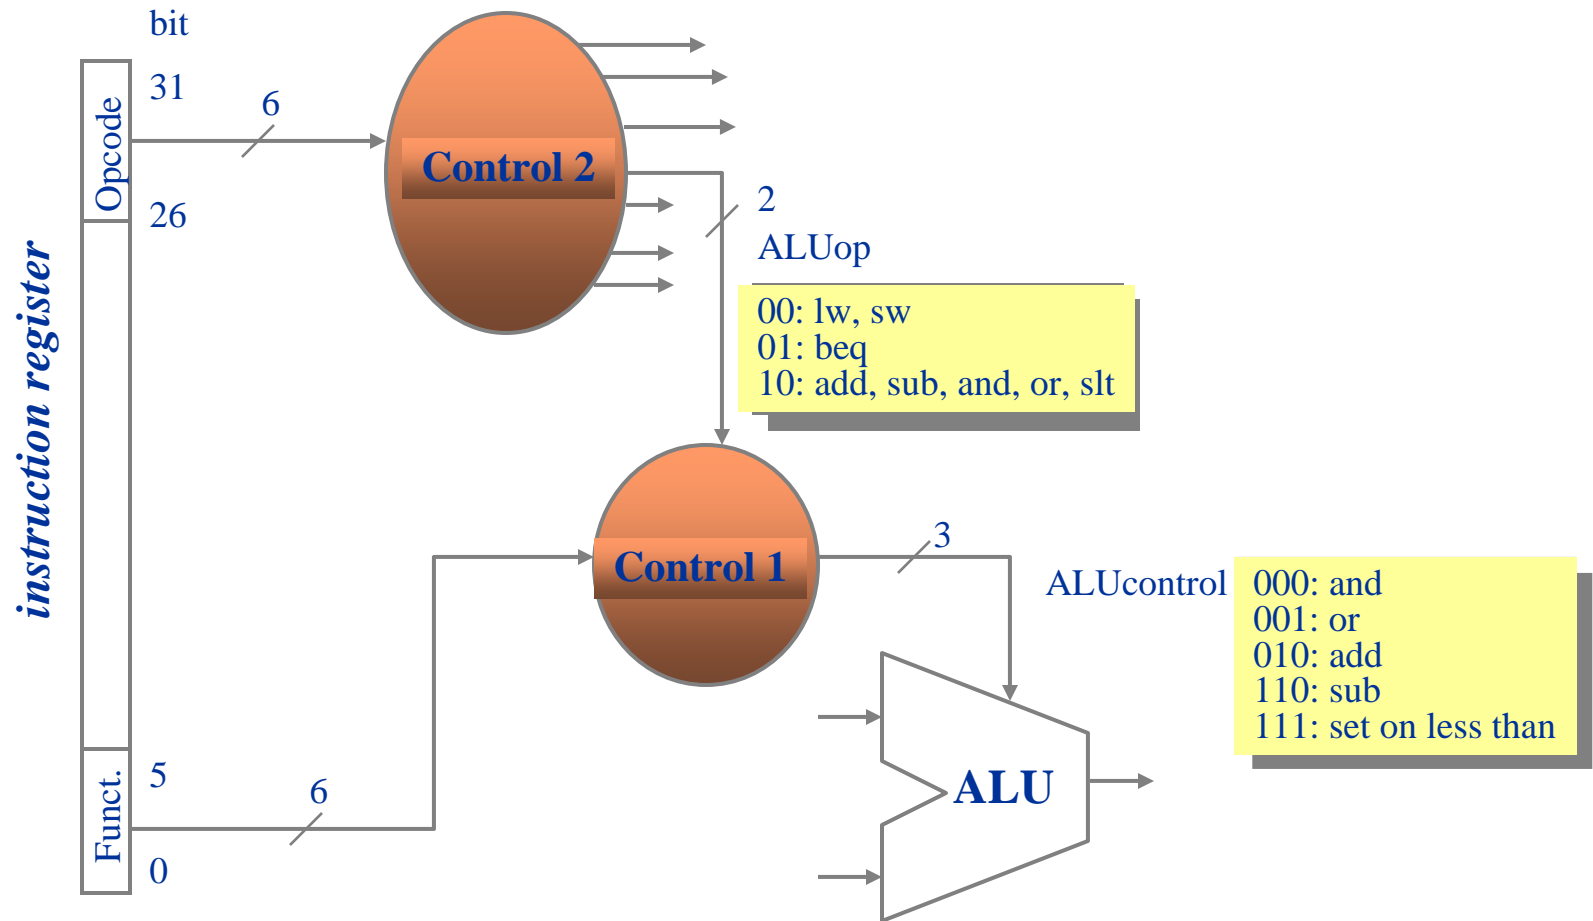 bit
31
Opcode
6
Control 2
26
2
ALUop
00: lw, sw
01: beq
10: add, sub, and, or, slt
instruction register
3
Control 1
ALUcontrol
000: and
001: or
010: add
110: sub
111: set on less than
5
Funct.
6
ALU
0